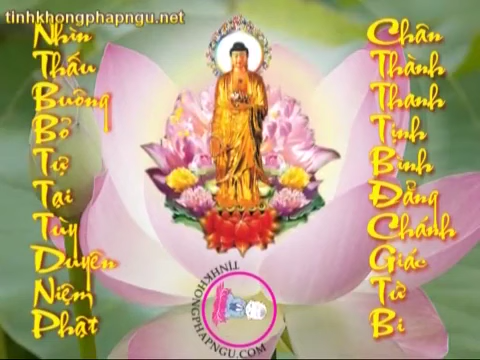 tinhkhongphapngu.net
Nhìn
Thấu
Buông
Bỏ
Tự
Tại
Tùy
Duyên
Niệm
Phật
Chân
Thành
Thanh
Tịnh
Bình
Đẳng
Chánh
Giác
Từ
Bi
TINHKHONGPHAPNGU.COM